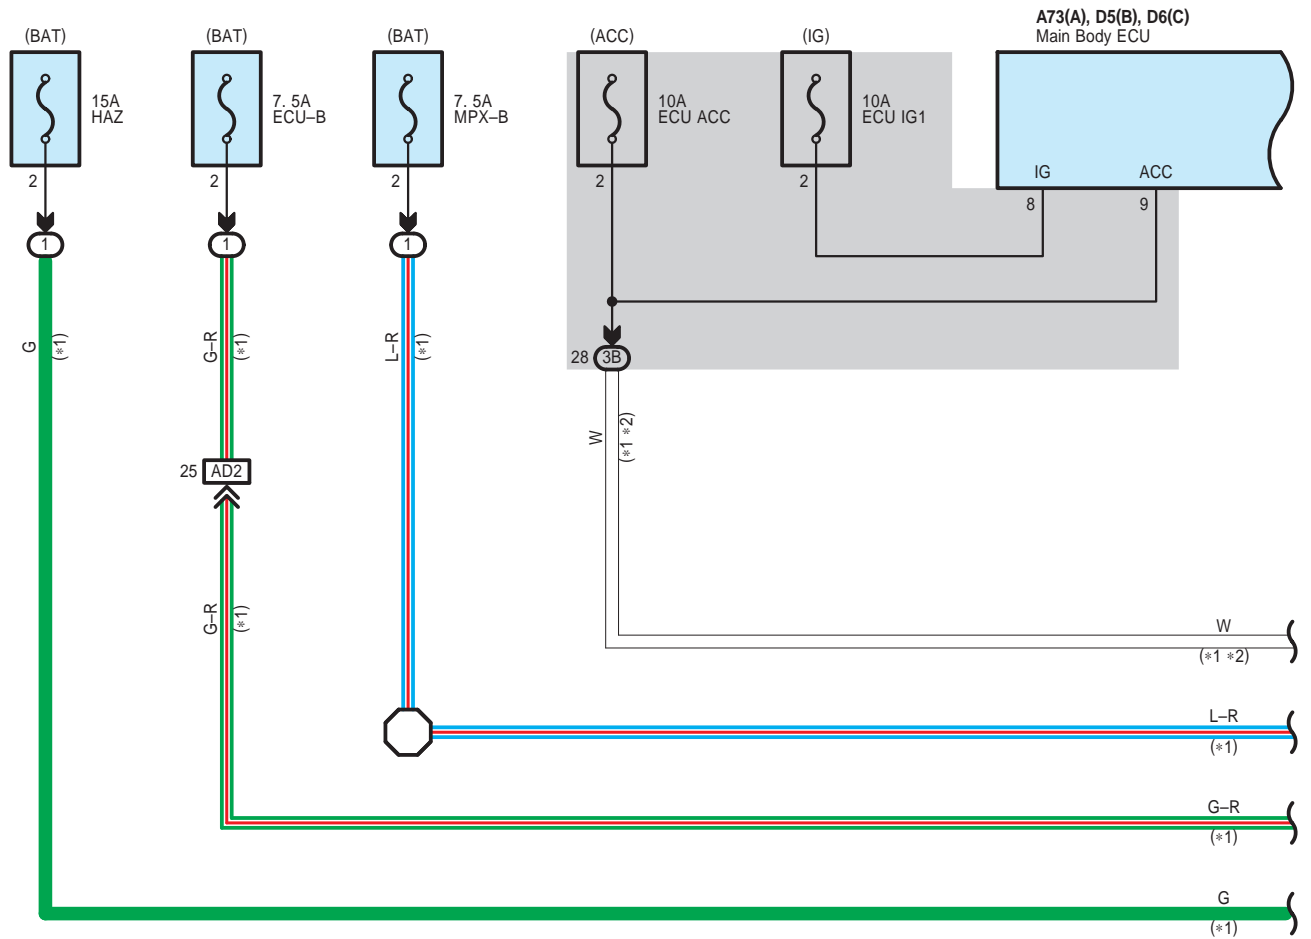 A73(A), D5(B), D6(C)
Main Body ECU
(BAT)
(BAT)
(BAT)
(ACC)
(IG)
15A
HAZ
7. 5A
ECU–B
7. 5A
MPX–B
10A
ECU ACC
10A
ECU IG1
IG
ACC
2
2
2
2
2
8
9
1
1
1
G
(*1)
G–R
(*1)
L–R
(*1)
28
3B
W
(*1 *2)
25
AD2
G–R
(*1)
W
(*1 *2)
L–R
(*1)
G–R
(*1)
G
(*1)